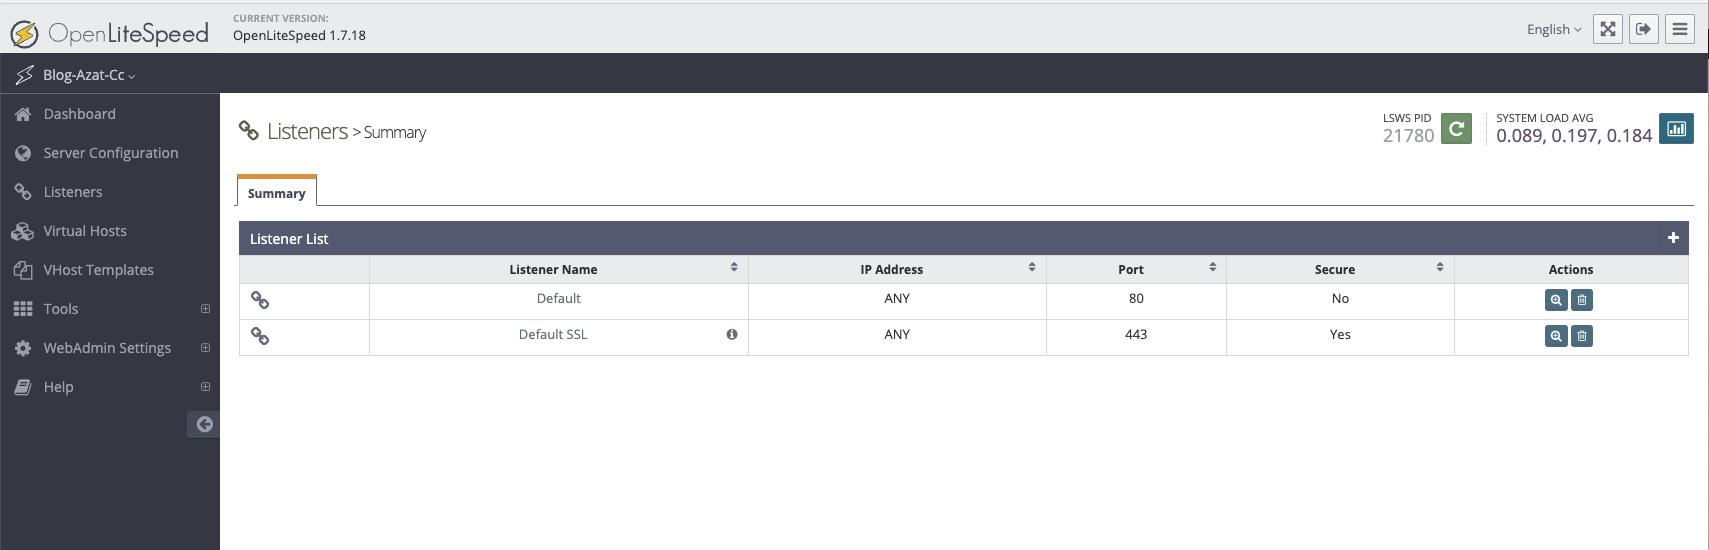 OpenLiteSpeed
CURRENT VERSION:
OpenLiteSpeed 1.7.18
English
Blog-Azat-Cc
Dashboard
Server Configuration
Listeners
Virtual Hosts
VHost Templates
Tools
WebAdmin Settings
Help
Listeners > Summary
LSWS PID
21780
SYSTEM LOAD AVG
0.089, 0.197, 0.184
Summary
Listener List
Listener Name IP Address Port Secure Actions
Default ANY 80 No
Default SSL ANY 443 Yes